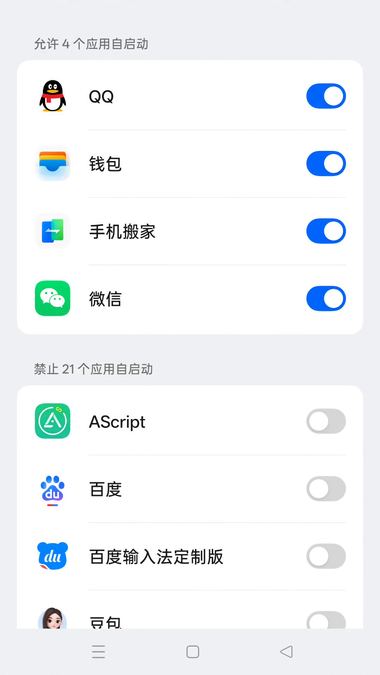 允许 4 个应用自启动
QQ
钱包
手机搬家
微信
禁止 21 个应用自启动
AScript
百度
du
百度输入法定制版
du
豆包